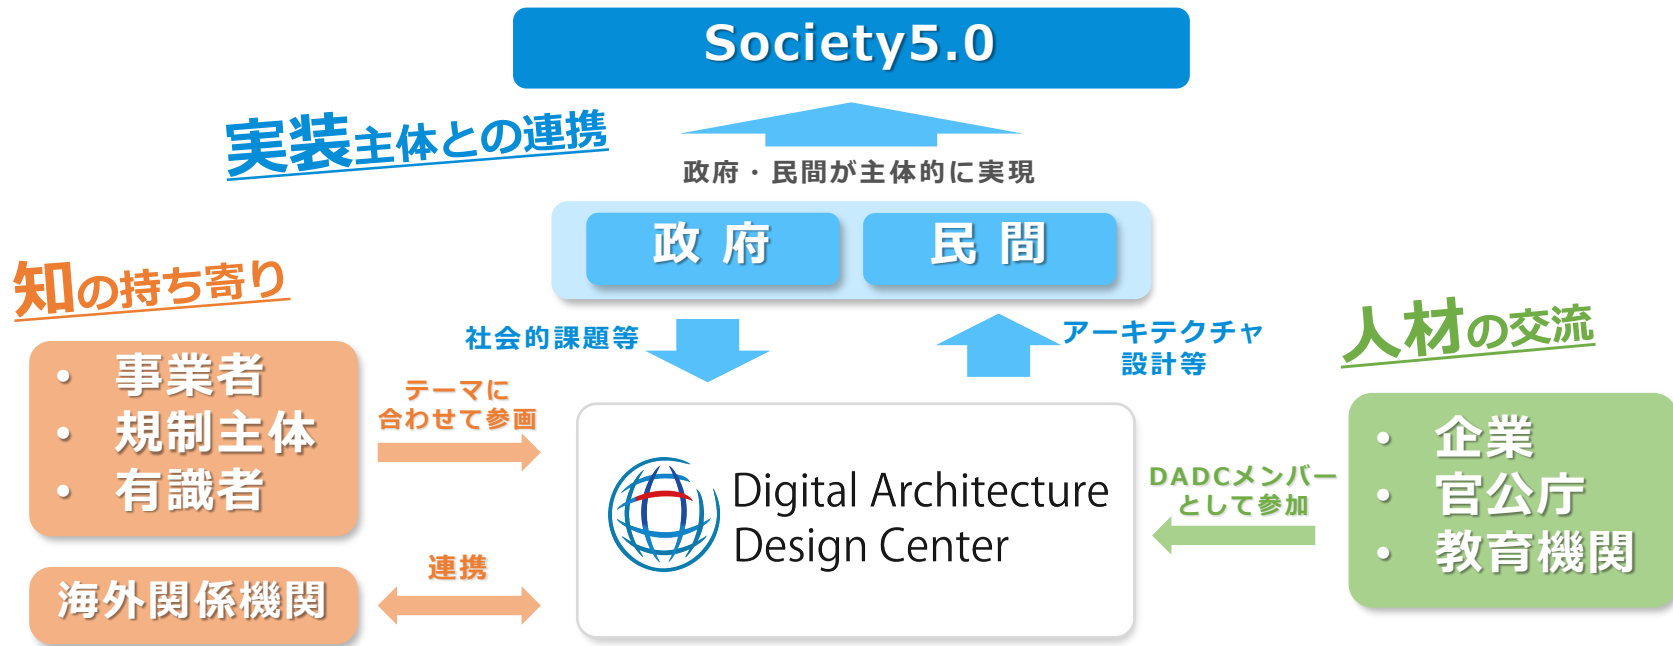 Society5.0
実装主体との連携
政府・民間が主体的に実現
政府
民間
知の持ち寄り
社会的課題等
アーキテクチャ
設計等
人材の交流
• 事業者
• 規制主体
• 有識者
テーマに
合わせて参画
Digital Architecture
Design Center
DADCメンバー
として参加
• 企業
• 官公庁
• 教育機関
連携
海外関係機関